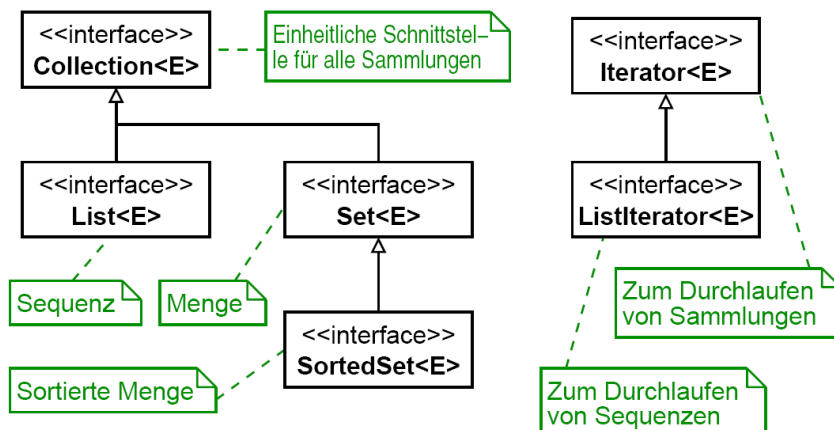 <<interface>>
Collection<E>
Einheitliche Schnittstel–
le für alle Sammlungen
<<interface>>
Iterator<E>
<<interface>>
List<E>
<<interface>>
Set<E>
<<interface>>
ListIterator<E>
Sequenz
Menge
Zum Durchlaufen
von Sammlungen
<<interface>>
SortedSet<E>
Sortierte Menge
Zum Durchlaufen
von Sequenzen